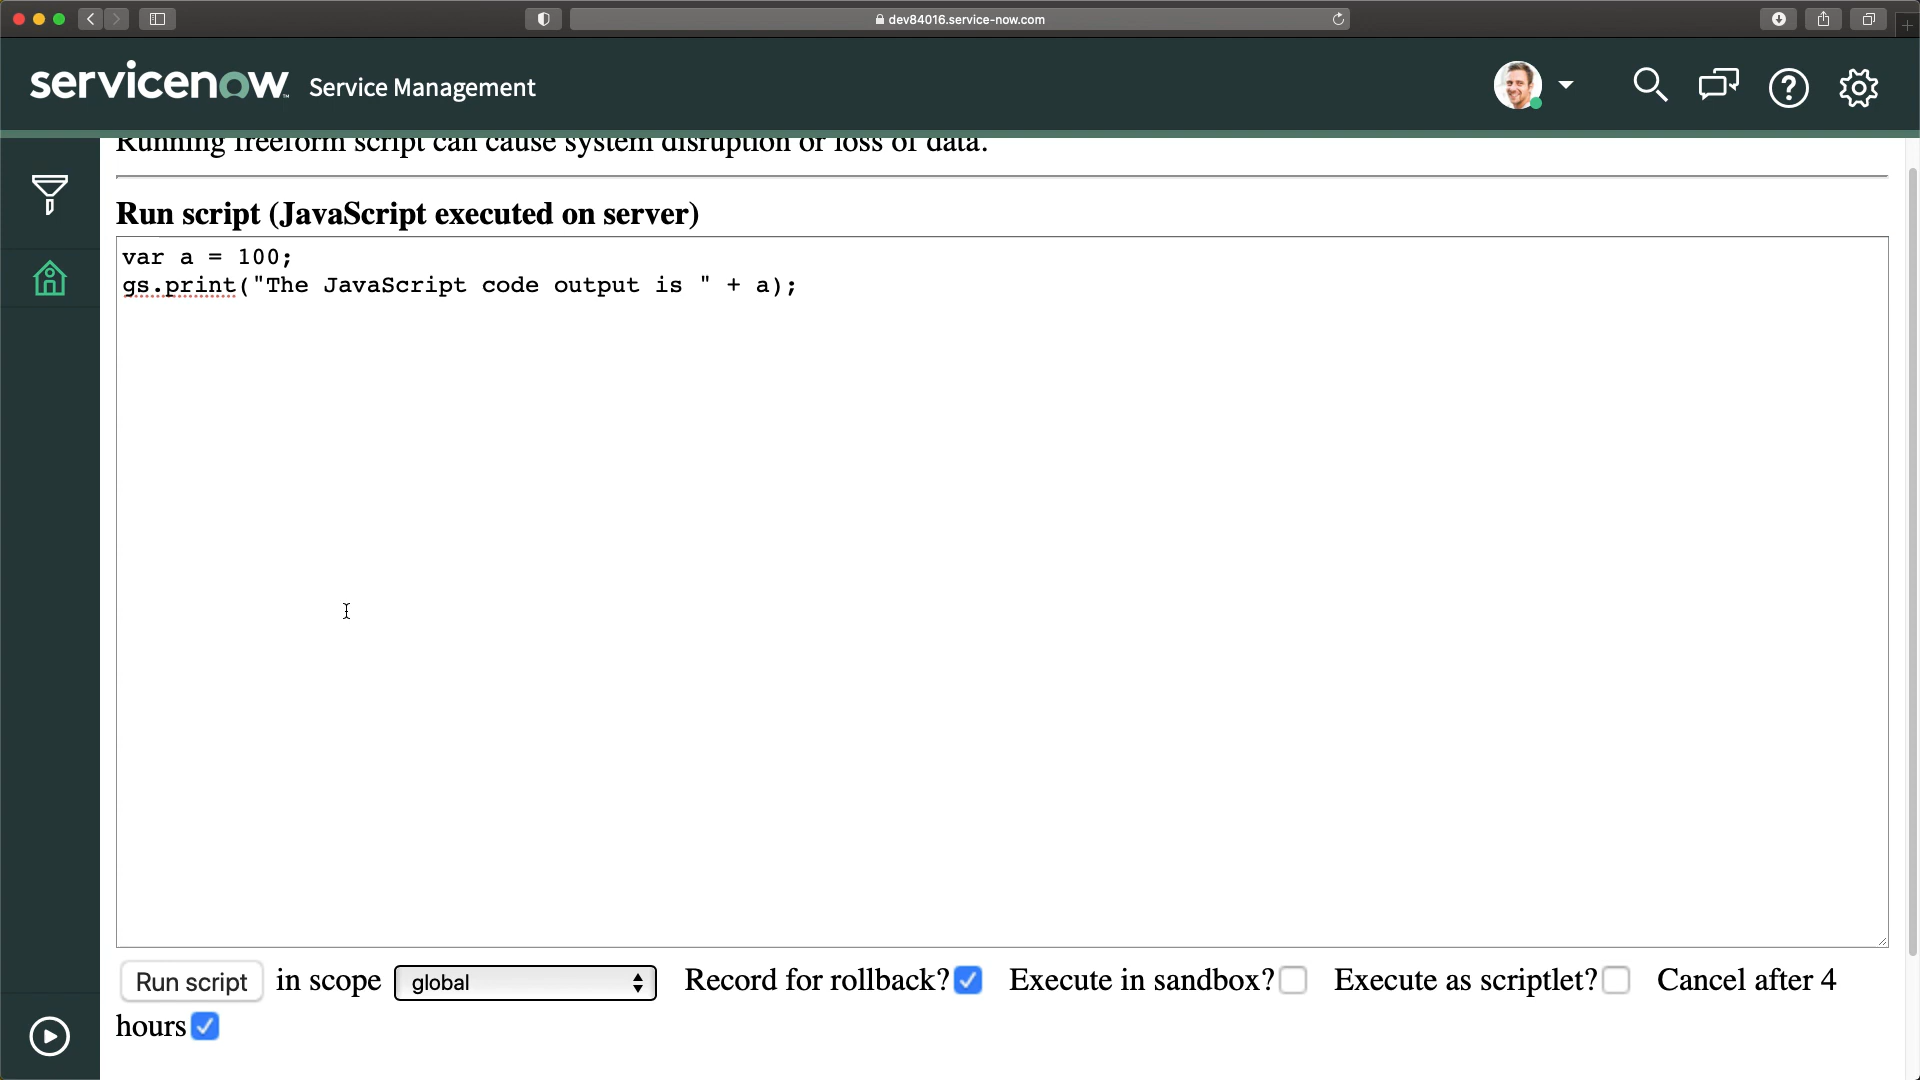 dev84016.service-now.com
servicenow Service Management
Running freeform script can cause system disruption or loss of data.
Run script (JavaScript executed on server)
var a = 100;
gs.print("The JavaScript code output is " + a);
Run script in scope global Record for rollback? Execute in sandbox? Execute as scriptlet? Cancel after 4
hours